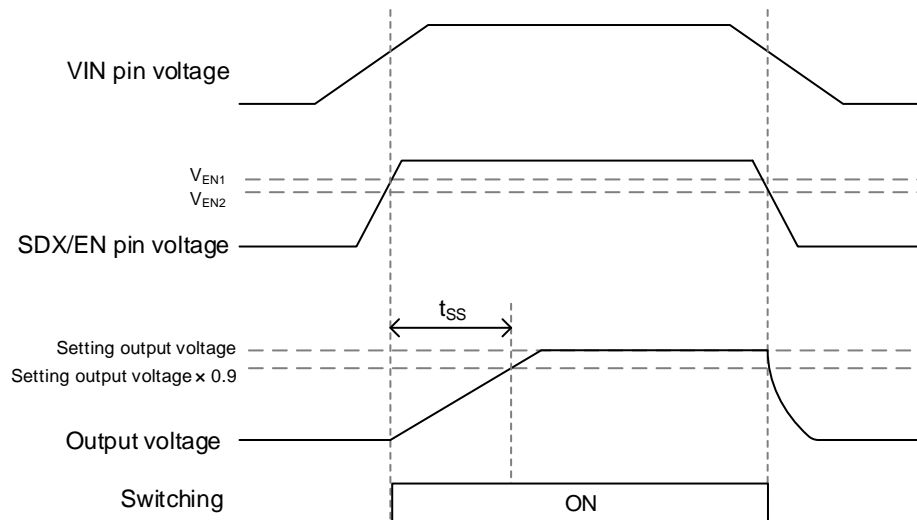 VIN pin voltage
VEN1
VEN2
SDX/EN pin voltage
tSS
Setting output voltage
Setting output voltage × 0.9
Output voltage
Switching
ON